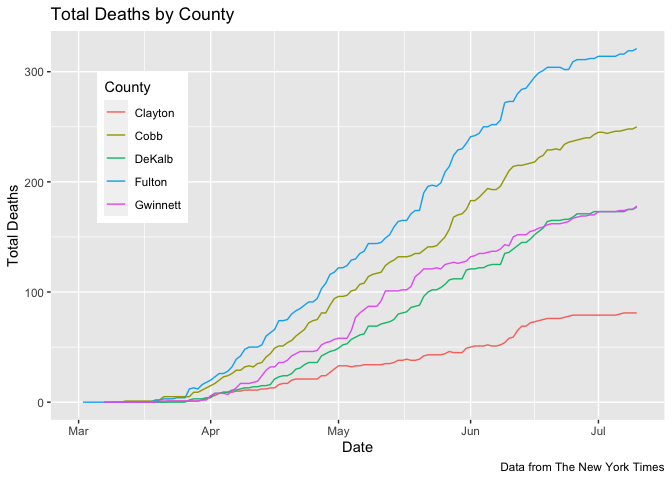 Total Deaths by County
Total Deaths
300
200
100
0
County
Clayton
Cobb
DeKalb
Fulton
Gwinnett
Mar Apr May Jun Jul
Date
Data from The New York Times